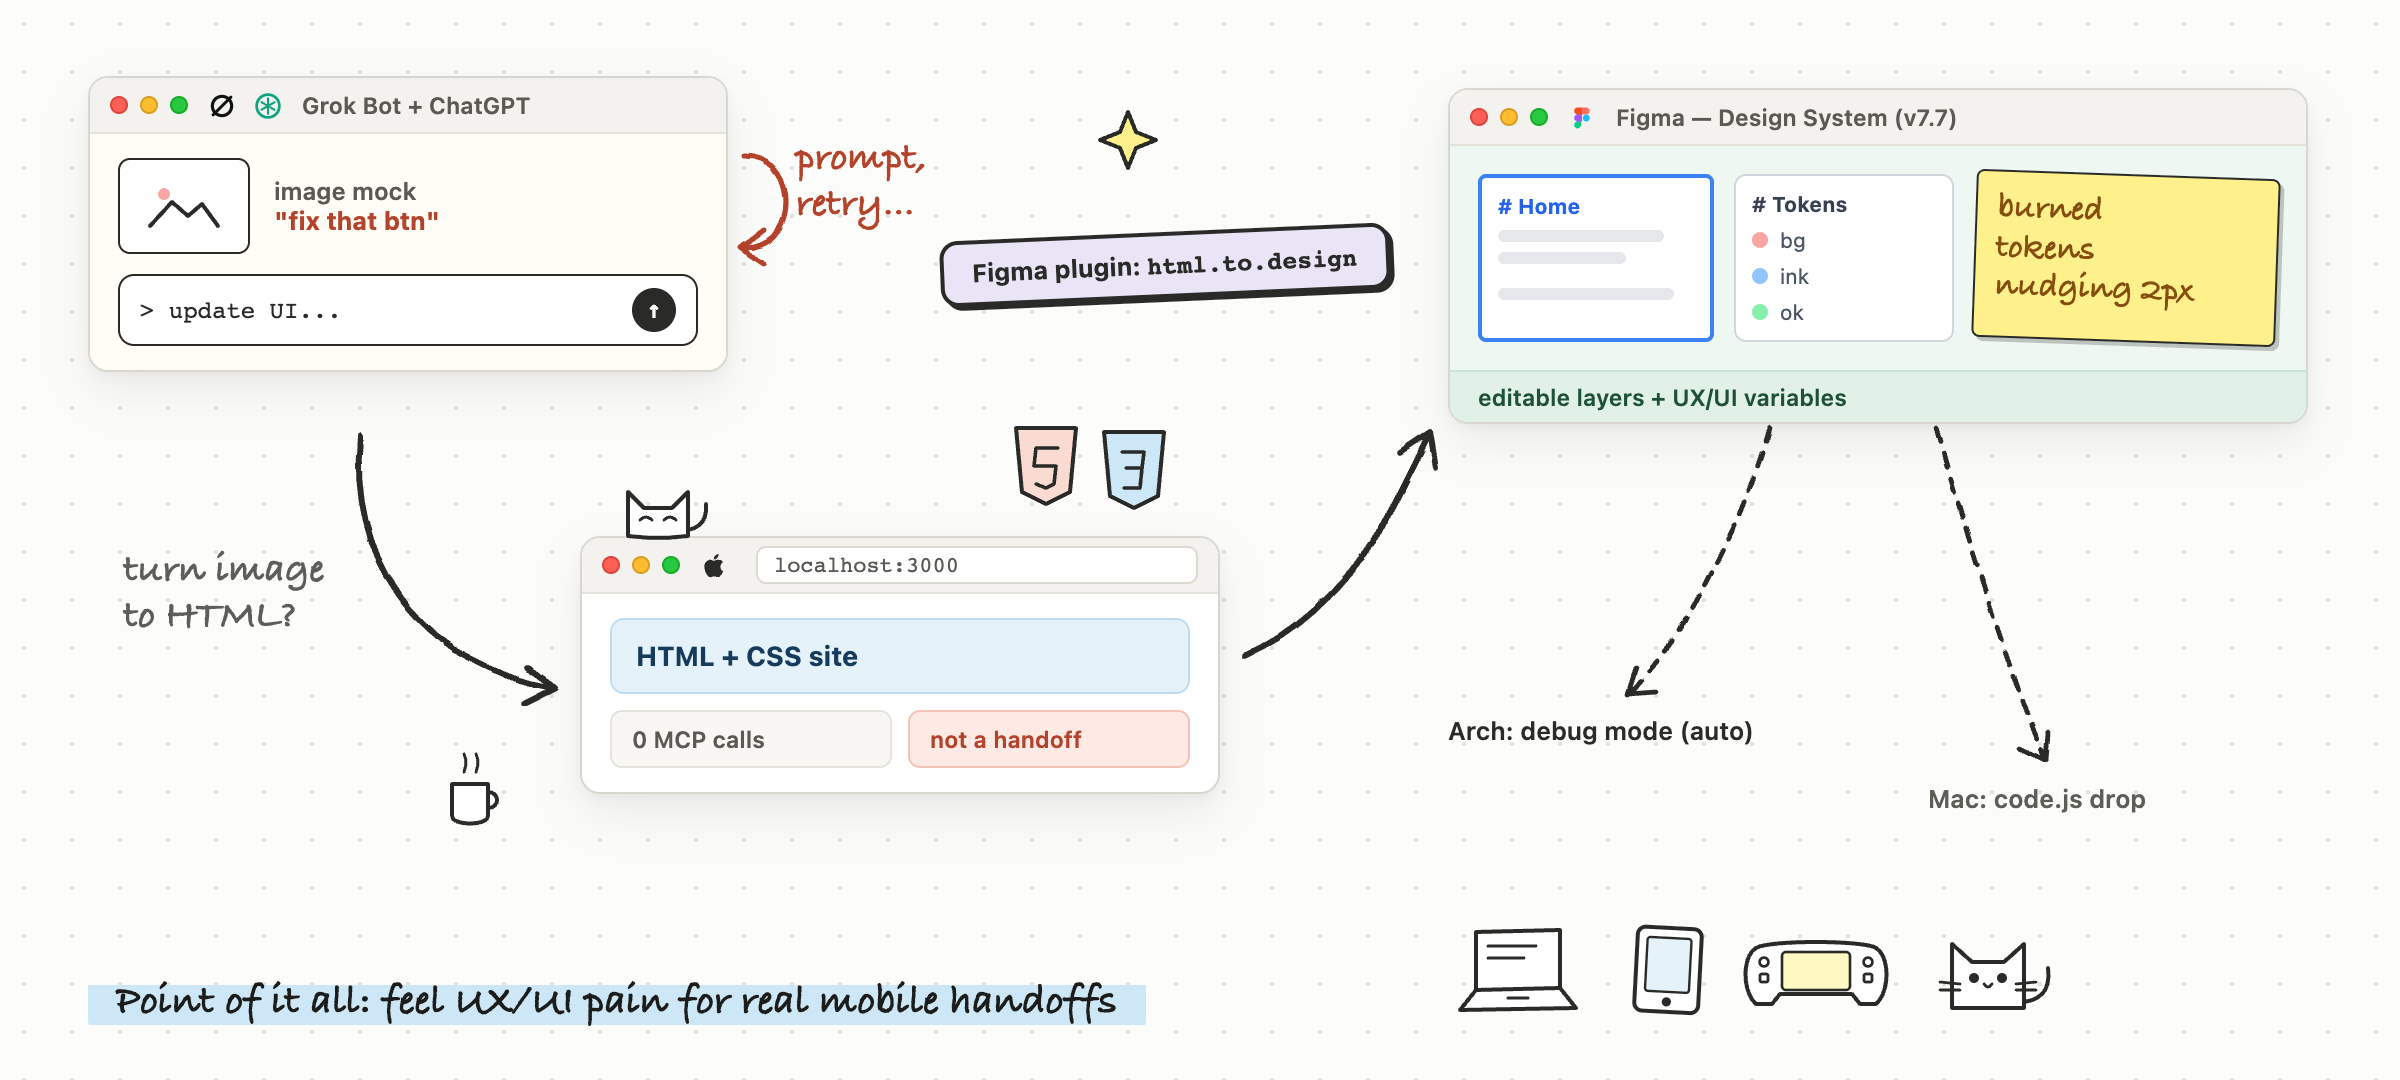 Grok Bot + ChatGPT
image mock
"fix that btn"
> update UI...
↑
prompt,
retry...
Figma plugin: html.to.design
Figma — Design System (v7.7)
# Home
# Tokens
bg
ink
ok
burned
tokens
nudging 2px
editable layers + UX/UI variables
turn image
to HTML?
5
3
localhost:3000
HTML + CSS site
0 MCP calls
not a handoff
Arch: debug mode (auto)
Mac: code.js drop
Point of it all: feel UX/UI pain for real mobile handoffs